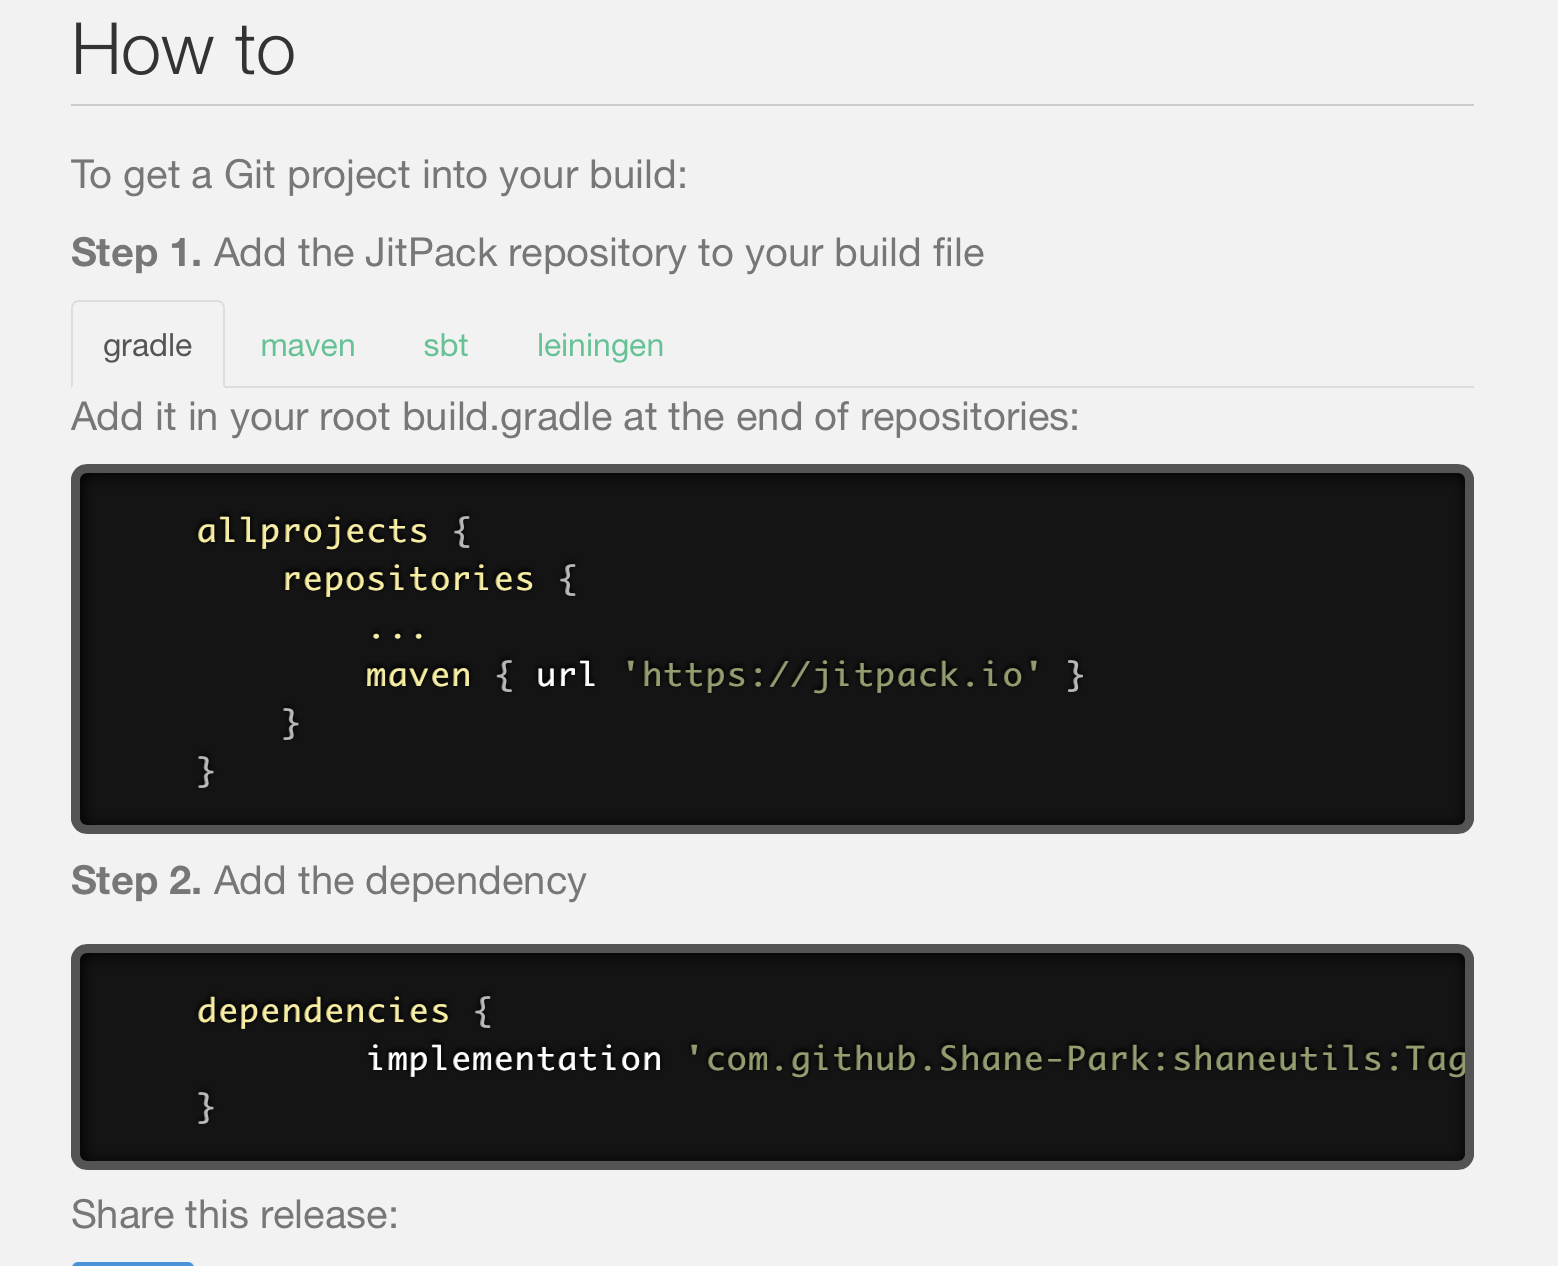 How to
To get a Git project into your build:
Step 1. Add the JitPack repository to your build file
gradle maven sbt leiningen
Add it in your root build.gradle at the end of repositories:
allprojects {
repositories {
...
maven { url 'https://jitpack.io' }
}
}
Step 2. Add the dependency
dependencies {
implementation 'com.github.Shane-Park:shaneutils:Tag
}
Share this release: